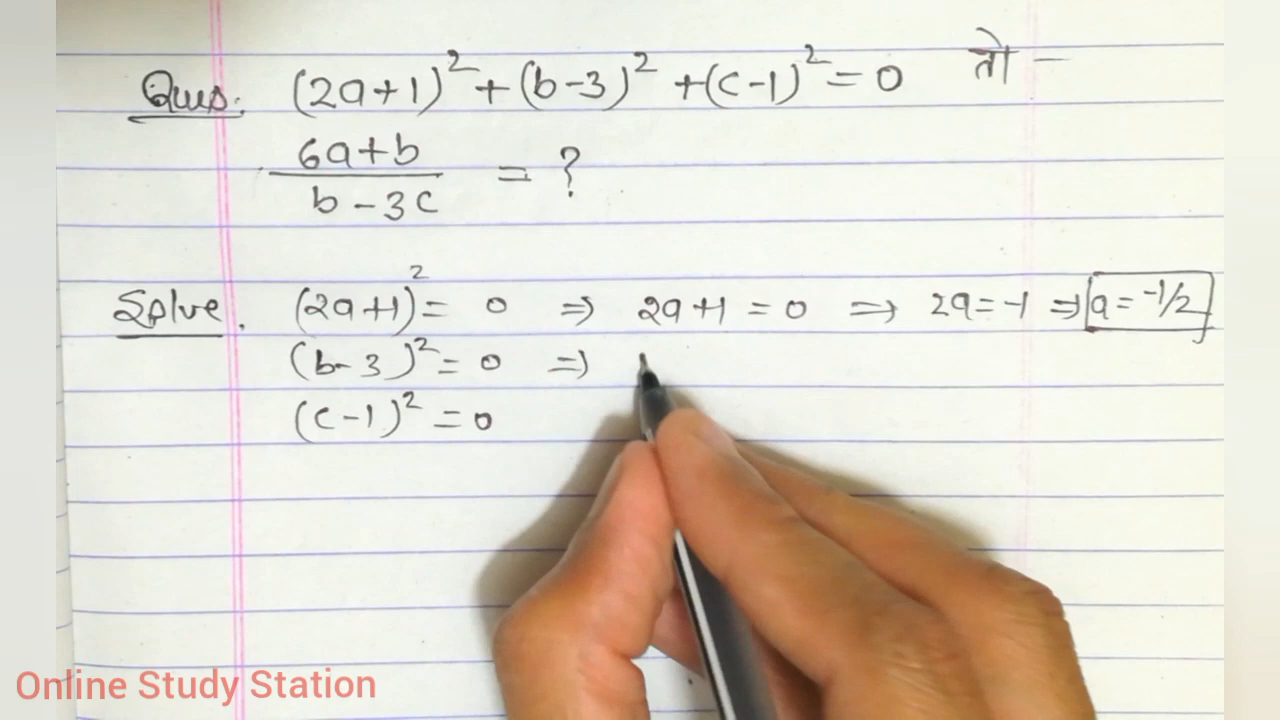 Ques. (2a+1)² + (b-3)² + (c-1)² = 0 तो -
6a+b
b-3c
= ?
Solve. (2a+1)² = 0 ⇒ 2a+1 = 0 ⇒ 2a = -1 ⇒ a = -1/2
(b-3)² = 0 ⇒
(c-1)² = 0
Online Study Station